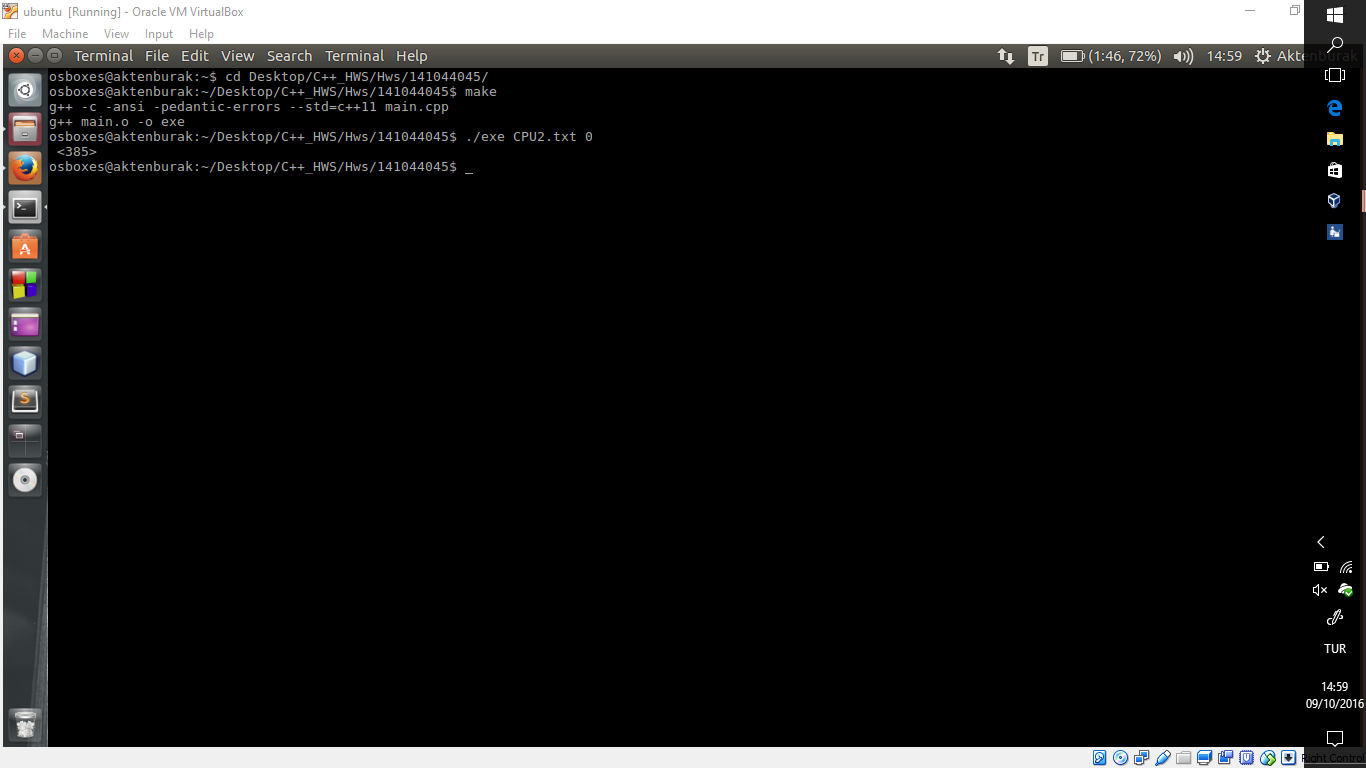 ubuntu [Running] - Oracle VM VirtualBox
File Machine View Input Help
Terminal File Edit View Search Terminal Help Tr (1:46, 72%) 14:59 Aktenburak
osboxes@aktenburak:~$ cd Desktop/C++_HWS/Hws/141044045/
osboxes@aktenburak:~/Desktop/C++_HWS/Hws/141044045$ make
g++ -c -ansi -pedantic-errors --std=c++11 main.cpp
g++ main.o -o exe
osboxes@aktenburak:~/Desktop/C++_HWS/Hws/141044045$ ./exe CPU2.txt 0
<385>
osboxes@aktenburak:~/Desktop/C++_HWS/Hws/141044045$ _
TUR
14:59
09/10/2016
Right Control